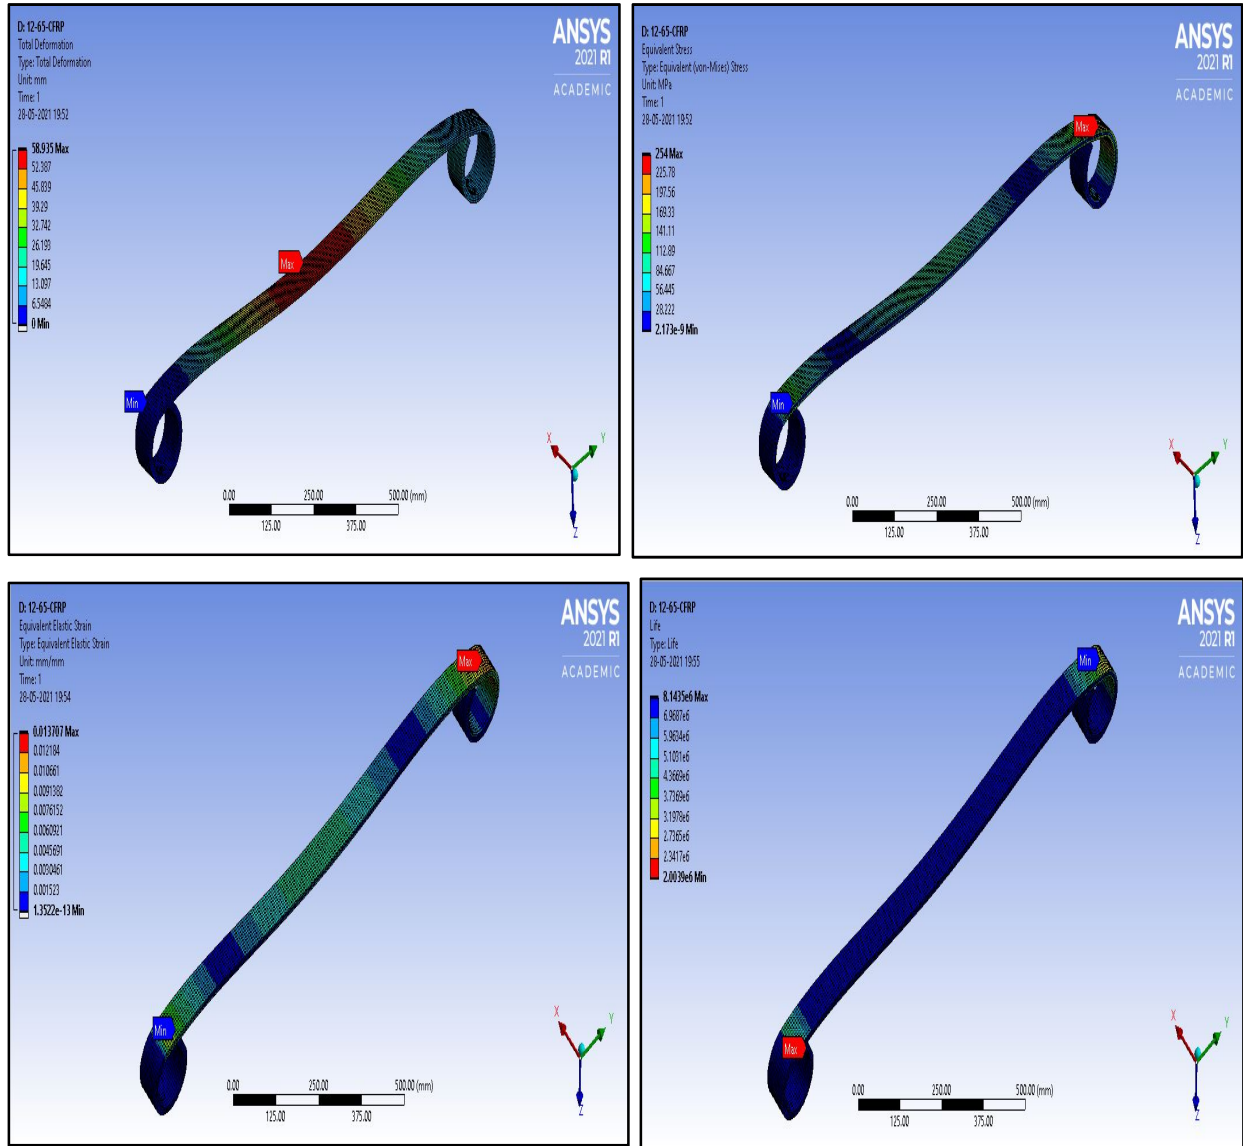 D: 12-65-CFRP
Total Deformation
Type: Total Deformation
Unit: mm
Time: 1
28-05-2021 19:52
58.935 Max
52.387
45.839
39.29
32.742
26.193
19.645
13.097
6.5484
0 Min
ANSYS
2021 R1
ACADEMIC
Max
Min
0.00 250.00 500.00 (mm)
125.00 375.00
X Y
Z
D: 12-65-CFRP
Equivalent Stress
Type: Equivalent (von-Mises) Stress
Unit: MPa
Time: 1
28-05-2021 19:52
254 Max
225.78
197.56
169.33
141.11
112.89
84.667
56.445
28.222
2.173e-9 Min
ANSYS
2021 R1
ACADEMIC
Max
Min
0.00 250.00 500.00 (mm)
125.00 375.00
X Y
Z
D: 12-65-CFRP
Equivalent Elastic Strain
Type: Equivalent Elastic Strain
Unit: mm/mm
Time: 1
28-05-2021 19:54
0.013707 Max
0.012184
0.010661
0.0091382
0.0076152
0.0060921
0.0045691
0.0030461
0.001523
1.3522e-13 Min
ANSYS
2021 R1
ACADEMIC
Max
Min
0.00 250.00 500.00 (mm)
125.00 375.00
X Y
Z
D: 12-65-CFRP
Life
Type: Life
28-05-2021 19:55
8.1435e6 Max
6.9687e6
5.9634e6
5.1031e6
4.3669e6
3.7369e6
3.1978e6
2.7365e6
2.3417e6
2.0039e6 Min
ANSYS
2021 R1
ACADEMIC
Min
Max
0.00 250.00 500.00 (mm)
125.00 375.00
X Y
Z